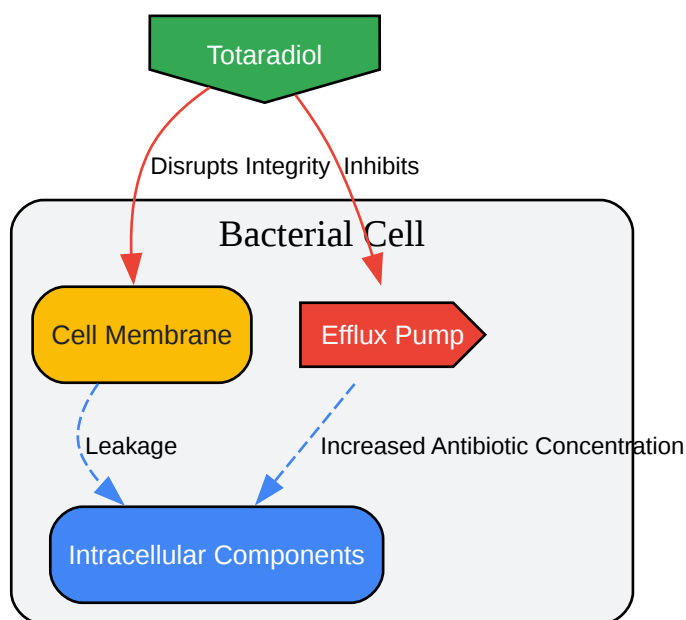 Totaradiol
Disrupts Integrity
Inhibits
Bacterial Cell
Cell Membrane
Efflux Pump
Leakage
Increased Antibiotic Concentration
Intracellular Components